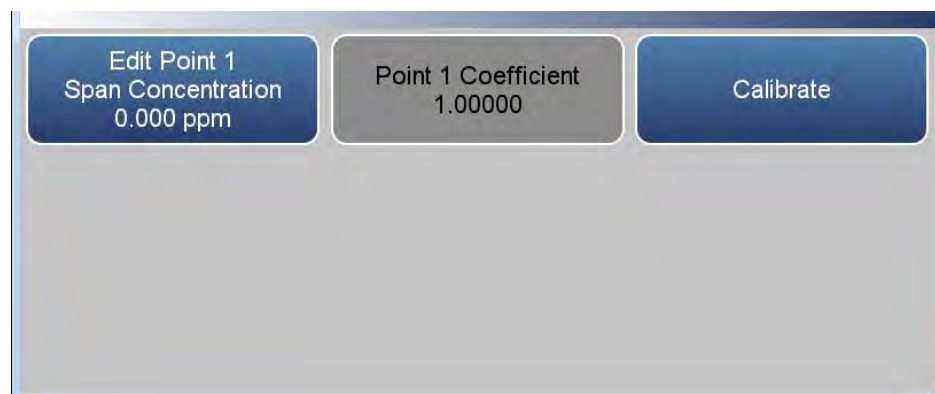 Edit Point 1
Span Concentration
0.000 ppm
Point 1 Coefficient
1.00000
Calibrate